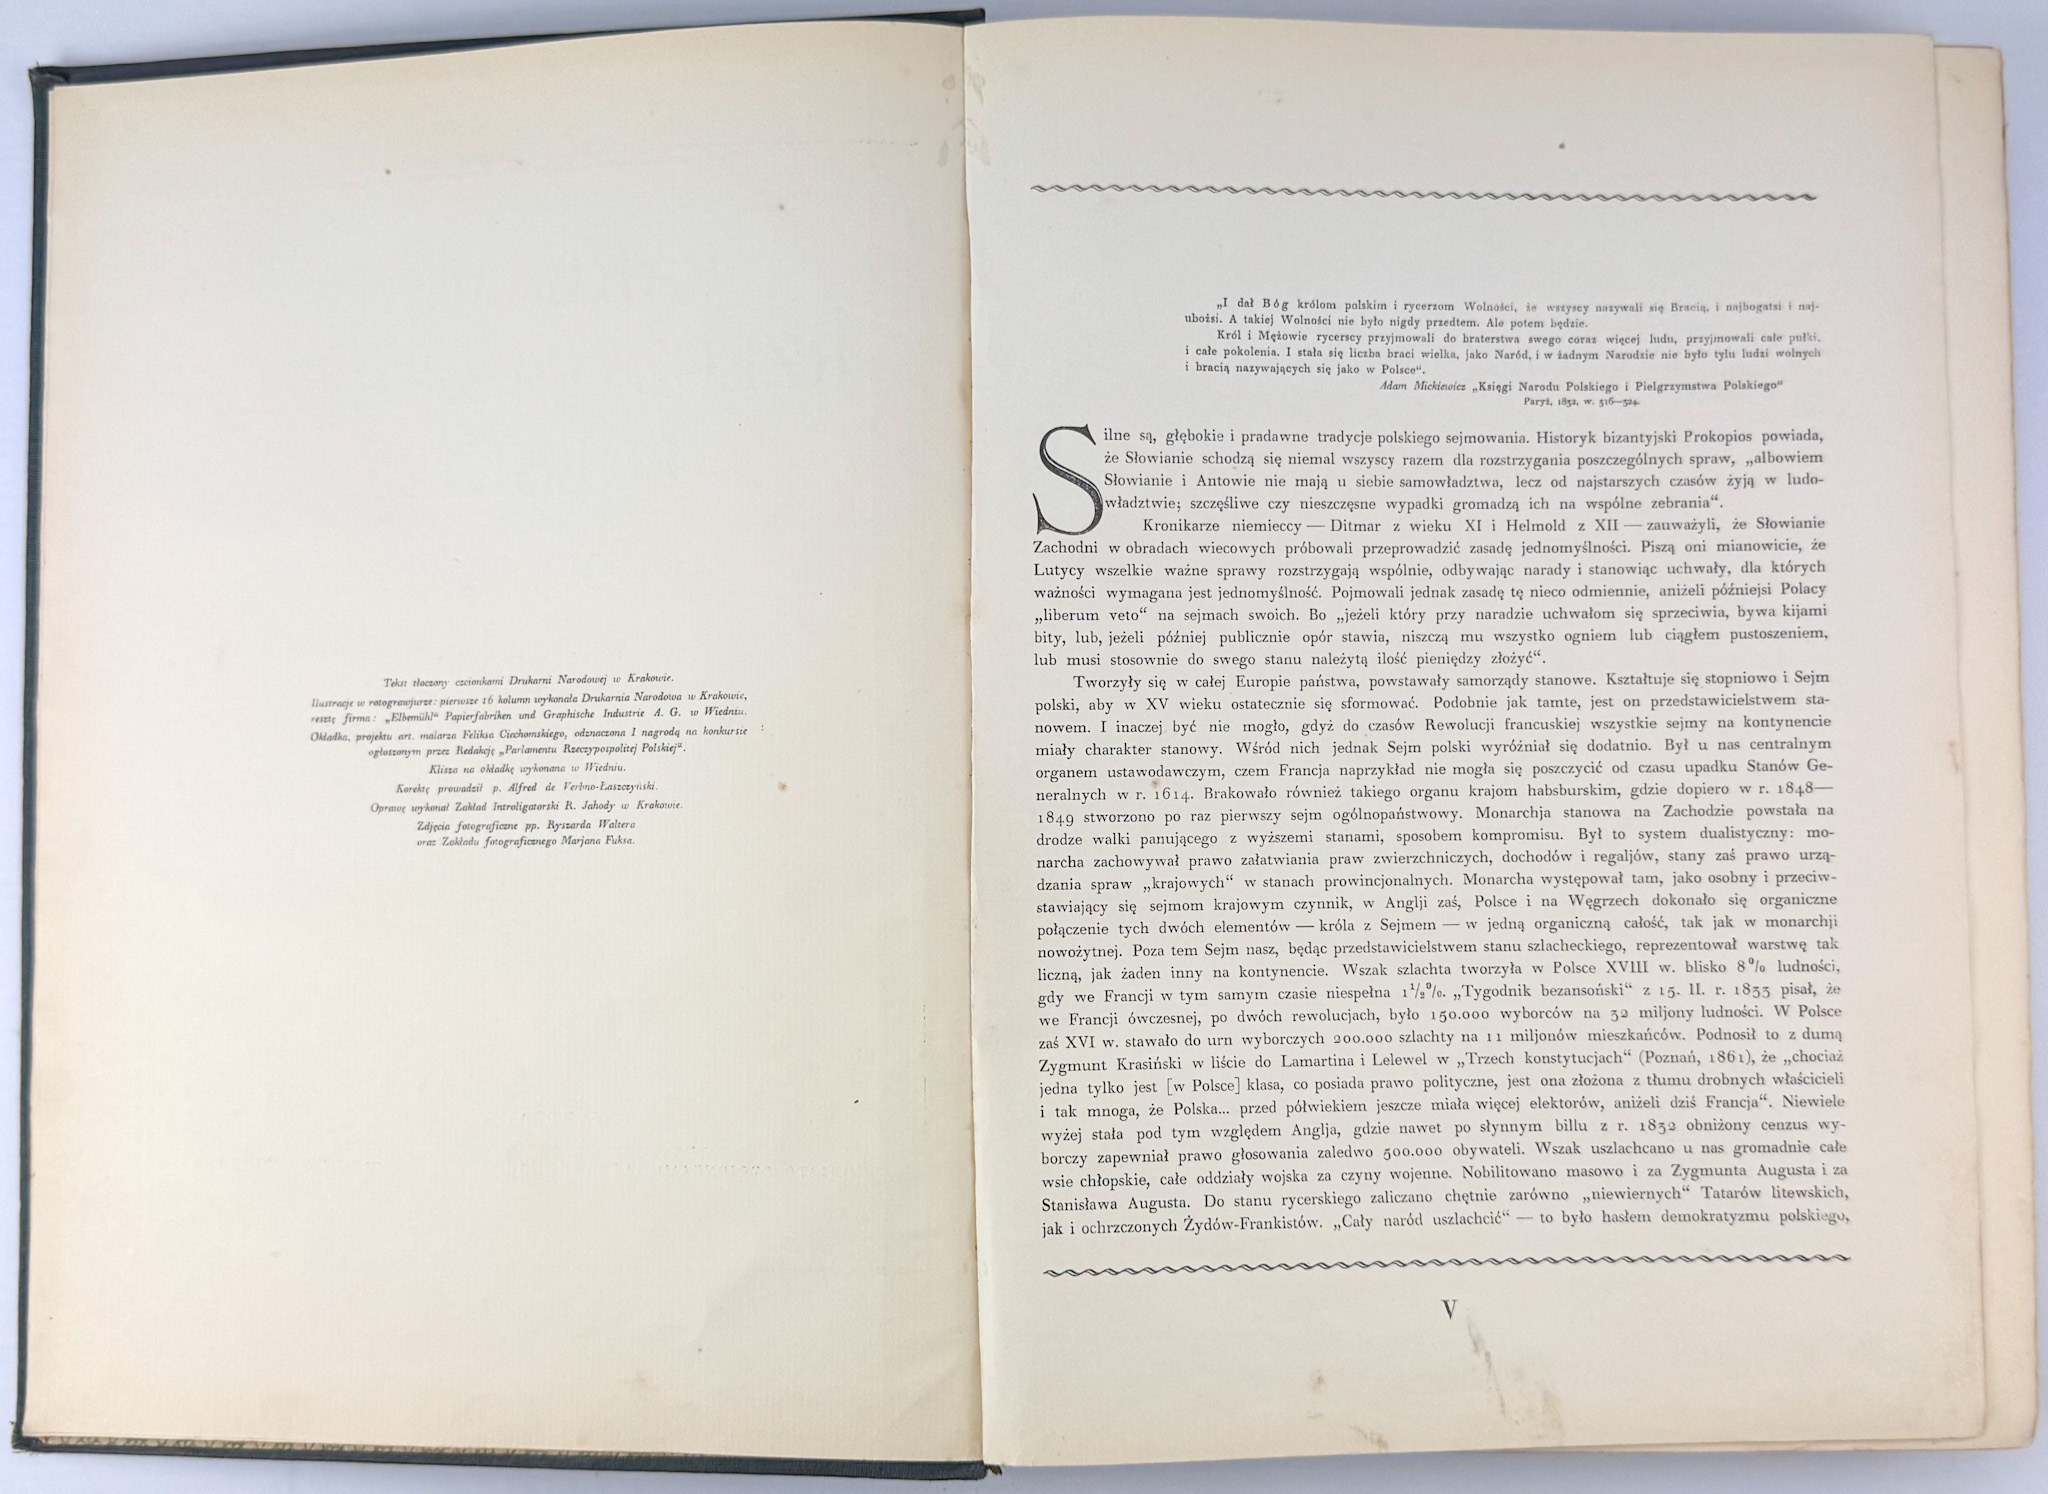 Tekst tłoczony czcionkami Drukarni Narodowej w Krakowie.
Ilustracje w rotograwjurze: pierwsze 16 kolumn wykonała Drukarnia Narodowa w Krakowie,
resztę firma: „Elbemühl“ Papierfabriken und Graphische Industrie A. G. w Wiedniu.
Okładka, projektu art. malarza Feliksa Ciechomskiego, odznaczona I nagrodą na konkursie
ogłoszonym przez Redakcję „Parlamentu Rzeczypospolitej Polskiej“.
Klisza na okładkę wykonana w Wiedniu.
Korektę prowadził p. Alfred de Verbno-Łaszczyński.
Oprawę wykonał Zakład Introligatorski R. Jahody w Krakowie.
Zdjęcia fotograficzne pp. Ryszarda Waltera
oraz Zakładu fotograficznego Marjana Fuksa.
„I dał Bóg królom polskim i rycerzom Wolności, że wszyscy nazywali się Bracią, i najbogatsi i naj-
ubożsi. A takiej Wolności nie było nigdy przedtem. Ale potem będzie.
Król i Mężowie rycerscy przyjmowali do braterstwa swego coraz więcej ludu, przyjmowali całe pułki,
i całe pokolenia. I stała się liczba braci wielka, jako Naród, i w żadnym Narodzie nie było tylu ludzi wolnych
i bracią nazywających się jako w Polsce“.
Adam Mickiewicz „Księgi Narodu Polskiego i Pielgrzymstwa Polskiego“
Paryż, 1832, w. 516—524.
Silne są, głębokie i pradawne tradycje polskiego sejmowania. Historyk bizantyjski Prokopios powiada,
że Słowianie schodzą się niemal wszyscy razem dla rozstrzygania poszczególnych spraw, „albowiem
Słowianie i Antowie nie mają u siebie samowładztwa, lecz od najstarszych czasów żyją w ludo-
władztwie; szczęśliwe czy nieszczęsne wypadki gromadzą ich na wspólne zebrania“.
Kronikarze niemieccy — Ditmar z wieku XI i Helmold z XII — zauważyli, że Słowianie
Zachodni w obradach wiecowych próbowali przeprowadzić zasadę jednomyślności. Piszą oni mianowicie, że
Lutycy wszelkie ważne sprawy rozstrzygają wspólnie, odbywając narady i stanowiąc uchwały, dla których
ważności wymagana jest jednomyślność. Pojmowali jednak zasadę tę nieco odmiennie, aniżeli późniejsi Polacy
„liberum veto“ na sejmach swoich. Bo „jeżeli który przy naradzie uchwałom się sprzeciwia, bywa kijami
bity, lub, jeżeli później publicznie opór stawia, niszczą mu wszystko ogniem lub ciągłem pustoszeniem,
lub musi stosownie do swego stanu należytą ilość pieniędzy złożyć“.
Tworzyły się w całej Europie państwa, powstawały samorządy stanowe. Kształtuje się stopniowo i Sejm
polski, aby w XV wieku ostatecznie się sformować. Podobnie jak tamte, jest on przedstawicielstwem sta-
nowem. I inaczej być nie mogło, gdyż do czasów Rewolucji francuskiej wszystkie sejmy na kontynencie
miały charakter stanowy. Wśród nich jednak Sejm polski wyróżniał się dodatnio. Był u nas centralnym
organem ustawodawczym, czem Francja naprzykład nie mogła się poszczycić od czasu upadku Stanów Ge-
neralnych w r. 1614. Brakowało również takiego organu krajom habsburskim, gdzie dopiero w r. 1848—
1849 stworzono po raz pierwszy sejm ogólnopaństwowy. Monarchja stanowa na Zachodzie powstała na
drodze walki panującego z wyższemi stanami, sposobem kompromisu. Był to system dualistyczny: mo-
narcha zachowywał prawo załatwiania praw zwierzchniczych, dochodów i regaljów, stany zaś prawo urzą-
dzania spraw „krajowych“ w stanach prowincjonalnych. Monarcha występował tam, jako osobny i przeciw-
stawiający się sejmom krajowym czynnik, w Anglji zaś, Polsce i na Węgrzech dokonało się organiczne
połączenie tych dwóch elementów — króla z Sejmem — w jedną organiczną całość, tak jak w monarchji
nowożytnej. Poza tem Sejm nasz, będąc przedstawicielstwem stanu szlacheckiego, reprezentował warstwę tak
liczną, jak żaden inny na kontynencie. Wszak szlachta tworzyła w Polsce XVIII w. blisko 8% ludności,
gdy we Francji w tym samym czasie niespełna 1½%. „Tygodnik bezansoński“ z 15. II. r. 1833 pisał, że
we Francji ówczesnej, po dwóch rewolucjach, było 150.000 wyborców na 32 miljony ludności. W Polsce
zaś XVI w. stawało do urn wyborczych 200.000 szlachty na 11 miljonów mieszkańców. Podnosił to z dumą
Zygmunt Krasiński w liście do Lamartina i Lelewel w „Trzech konstytucjach“ (Poznań, 1861), że „chociaż
jedna tylko jest [w Polsce] klasa, co posiada prawo polityczne, jest ona złożona z tłumu drobnych właścicieli
i tak mnoga, że Polska... przed półwiekiem jeszcze miała więcej elektorów, aniżeli dziś Francja“. Niewiele
wyżej stała pod tym względem Anglja, gdzie nawet po słynnym billu z r. 1832 obniżony cenzus wy-
borczy zapewniał prawo głosowania zaledwo 500.000 obywateli. Wszak uszlachcano u nas gromadnie całe
wsie chłopskie, całe oddziały wojska za czyny wojenne. Nobilitowano masowo i za Zygmunta Augusta i za
Stanisława Augusta. Do stanu rycerskiego zaliczano chętnie zarówno „niewiernych“ Tatarów litewskich,
jak i ochrzczonych Żydów-Frankistów. „Cały naród uszlachcić“ — to było hasłem demokratyzmu polskiego,
V